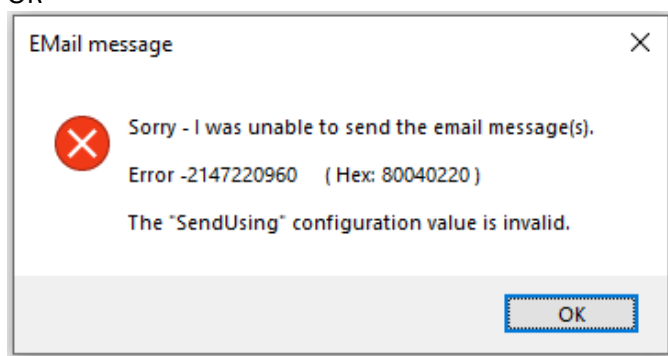 EMail message
Sorry - I was unable to send the email message(s).
Error -2147220960 ( Hex: 80040220 )
The "SendUsing" configuration value is invalid.
OK